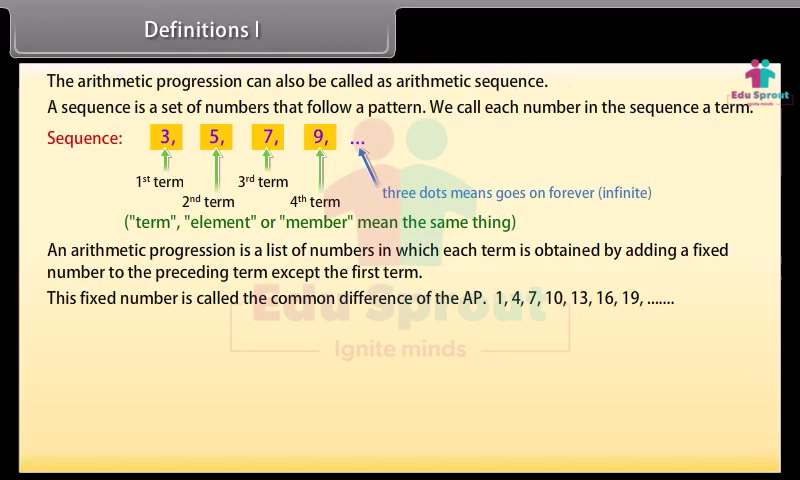 Definitions I
The arithmetic progression can also be called as arithmetic sequence.
A sequence is a set of numbers that follow a pattern. We call each number in the sequence a term.
Edu Sprout
Ignite minds
Sequence: 3, 5, 7, 9, ...
1st term 3rd term
2nd term 4th term
three dots means goes on forever (infinite)
("term", "element" or "member" mean the same thing)
An arithmetic progression is a list of numbers in which each term is obtained by adding a fixed
number to the preceding term except the first term.
This fixed number is called the common difference of the AP. 1, 4, 7, 10, 13, 16, 19, .......
Edu Sprout
Ignite minds